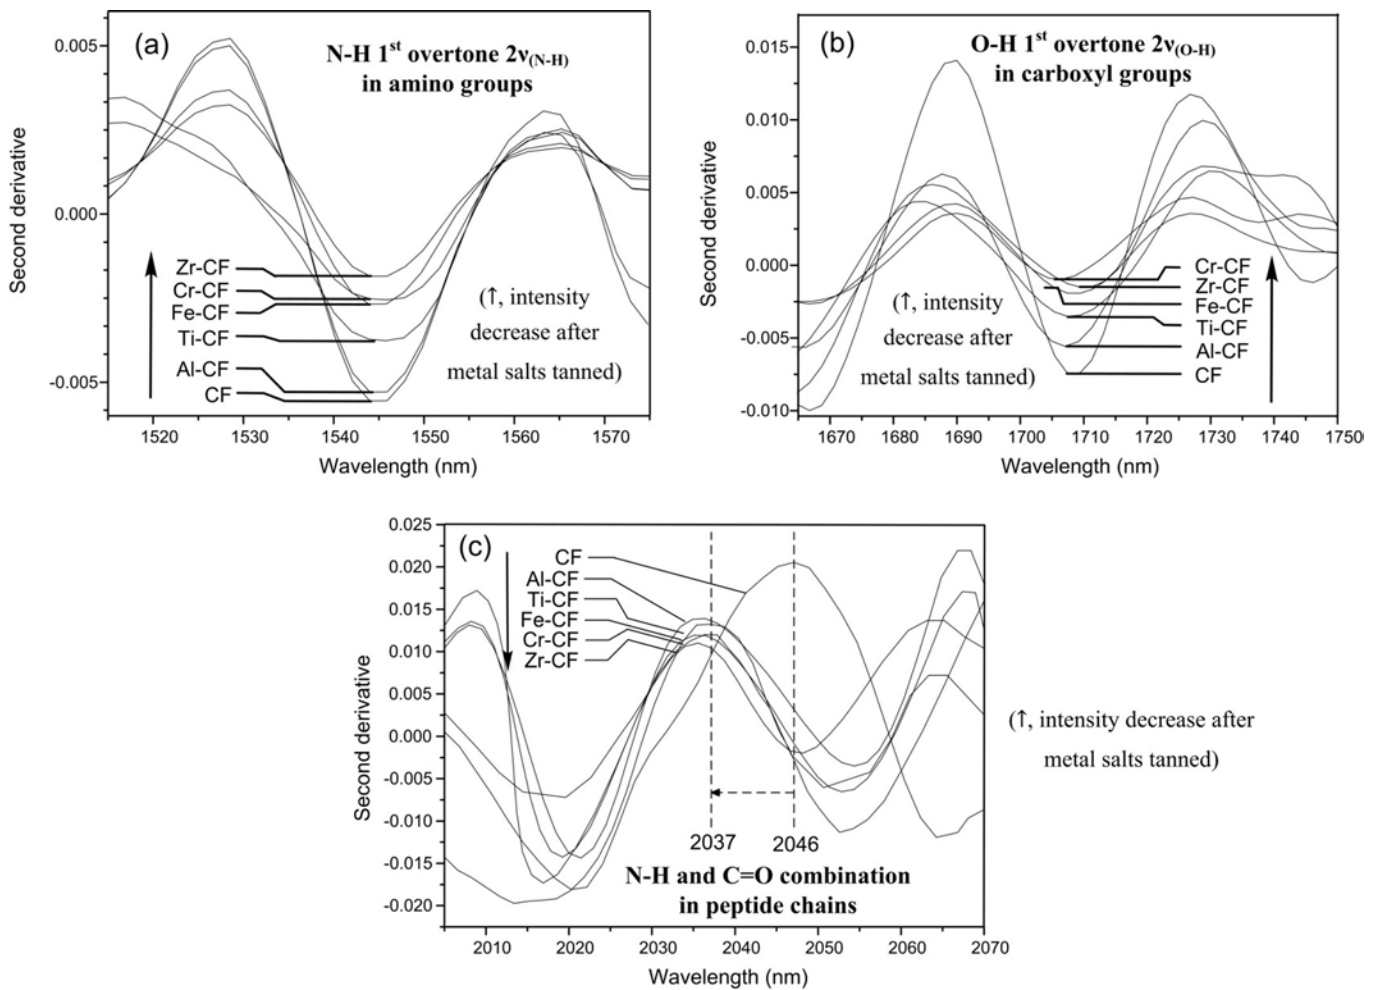 (a)
N-H 1st overtone 2ν(N-H)
in amino groups
0.005
0.000
-0.005
Second derivative
Zr-CF
Cr-CF
Fe-CF
Ti-CF
Al-CF
CF
(↑, intensity
decrease after
metal salts tanned)
1520 1530 1540 1550 1560 1570
Wavelength (nm)
(b)
O-H 1st overtone 2ν(O-H)
in carboxyl groups
0.015
0.010
0.005
0.000
-0.005
-0.010
Second derivative
(↑, intensity
decrease after
metal salts tanned)
Cr-CF
Zr-CF
Fe-CF
Ti-CF
Al-CF
CF
1670 1680 1690 1700 1710 1720 1730 1740 1750
Wavelength (nm)
(c)
0.025
0.020
0.015
0.010
0.005
0.000
-0.005
-0.010
-0.015
-0.020
Second derivative
CF
Al-CF
Ti-CF
Fe-CF
Cr-CF
Zr-CF
2037 2046
N-H and C=O combination
in peptide chains
2010 2020 2030 2040 2050 2060 2070
Wavelength (nm)
(↑, intensity decrease after
metal salts tanned)